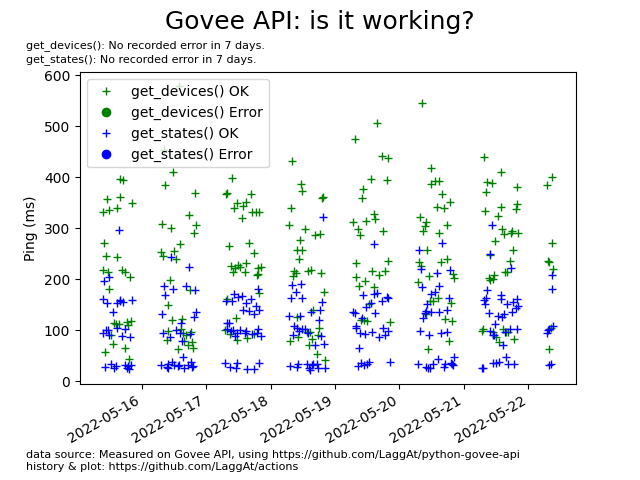 Govee API: is it working?
get_devices(): No recorded error in 7 days.
get_states(): No recorded error in 7 days.
get_devices() OK
get_devices() Error
get_states() OK
get_states() Error
Ping (ms)
600
500
400
300
200
100
0
2022-05-16
2022-05-17
2022-05-18
2022-05-19
2022-05-20
2022-05-21
2022-05-22
data source: Measured on Govee API, using https://github.com/LaggAt/python-govee-api
history & plot: https://github.com/LaggAt/actions